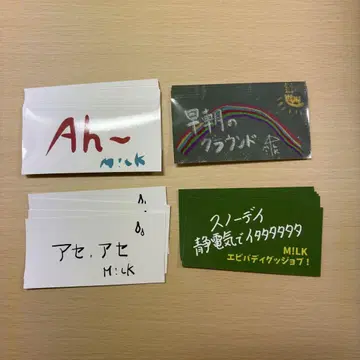 Ah~
M!LK
早朝の
グラウンド
アセ、アセ
M!LK
スノーデイ
静電気でイタタタタタタ
M!LK
エビバディグッジョブ!